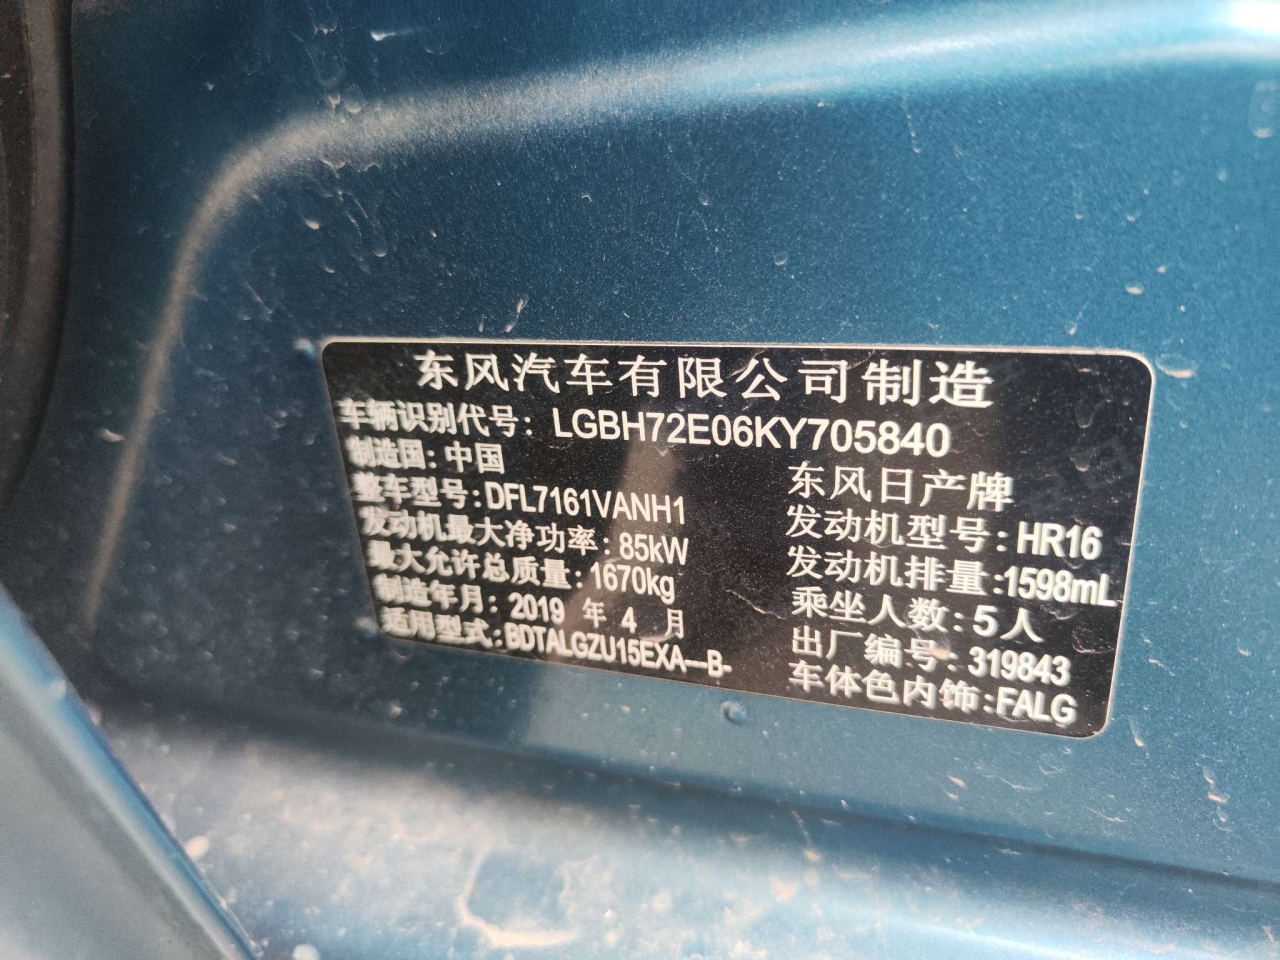 东风汽车有限公司制造
车辆识别代号: LGBH72E06KY705840
制造国: 中国
东风日产牌
整车型号: DFL7161VANH1
发动机型号: HR16
发动机最大净功率: 85kW
发动机排量: 1598mL
最大允许总质量: 1670kg
乘坐人数: 5人
制造年月: 2019 年 4 月
出厂编号: 319843
适用型式: BDTALGZU15EXA--B-
车体色内饰: FALG